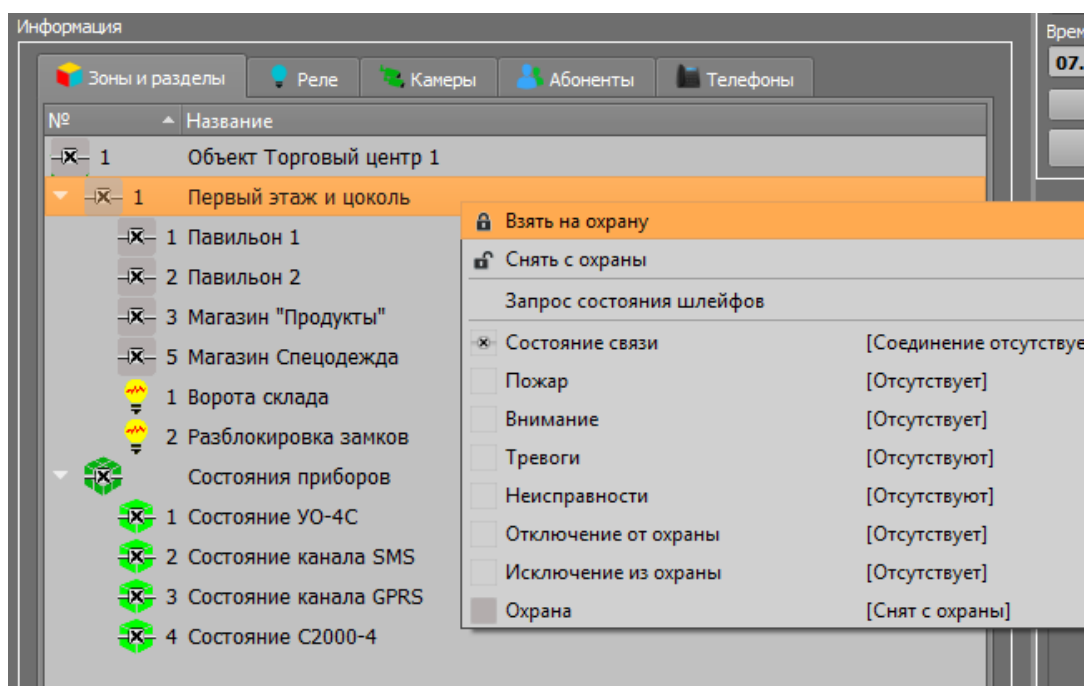 Информация
Врем
07.
Зоны и разделы Реле Камеры Абоненты Телефоны
№ Название
1 Объект Торговый центр 1
1 Первый этаж и цоколь
Взять на охрану
1 Павильон 1
Снять с охраны
2 Павильон 2
Запрос состояния шлейфов
3 Магазин "Продукты"
Состояние связи [Соединение отсутствуе
5 Магазин Спецодежда
Пожар [Отсутствует]
1 Ворота склада
Внимание [Отсутствует]
2 Разблокировка замков
Тревоги [Отсутствуют]
Состояния приборов
Неисправности [Отсутствуют]
1 Состояние УО-4С
Отключение от охраны [Отсутствует]
2 Состояние канала SMS
Исключение из охраны [Отсутствует]
3 Состояние канала GPRS
Охрана [Снят с охраны]
4 Состояние С2000-4